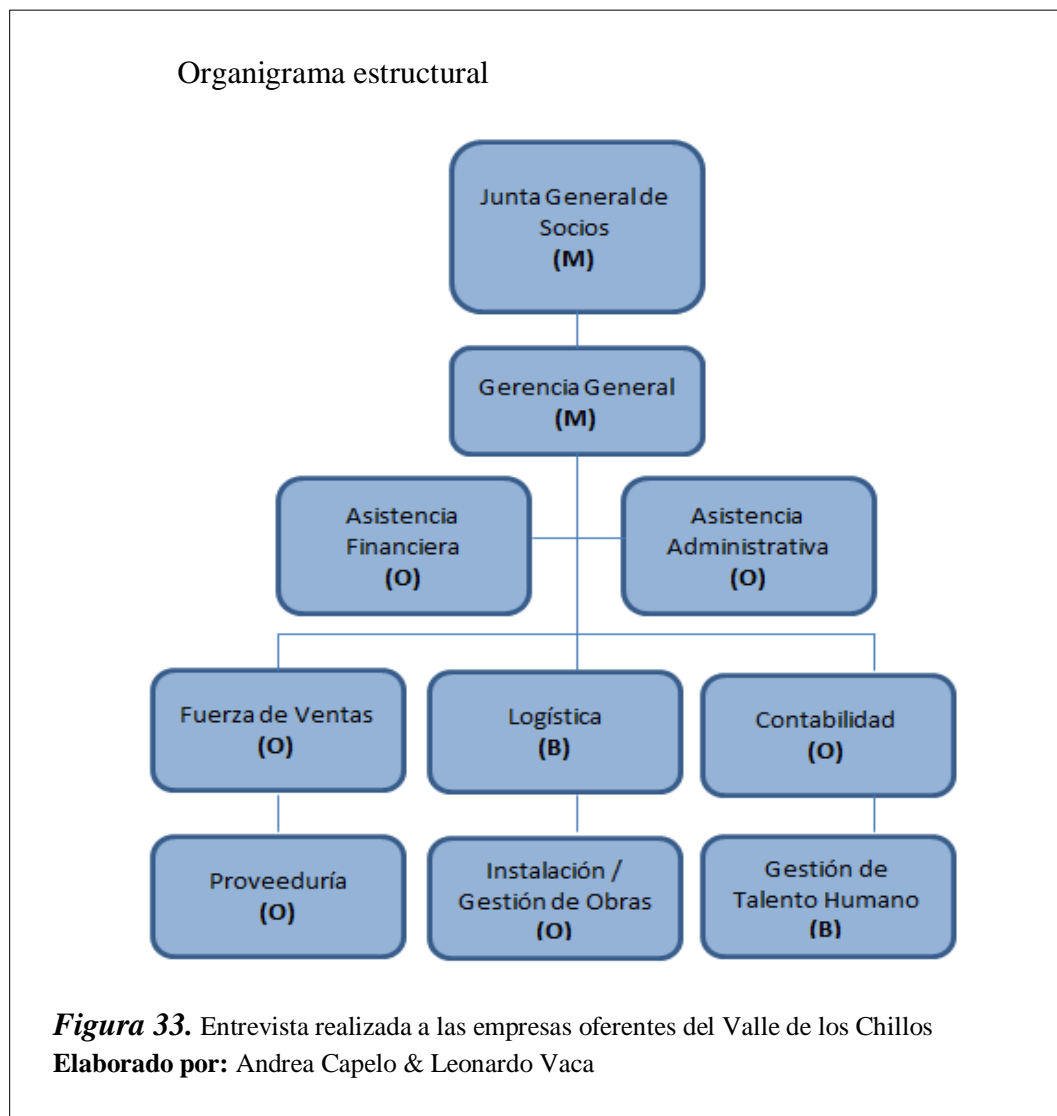 Organigrama estructural
Junta General de
Socios
(M)
Gerencia General
(M)
Asistencia
Financiera
(O)
Asistencia
Administrativa
(O)
Fuerza de Ventas
(O)
Logística
(B)
Contabilidad
(O)
Proveeduría
(O)
Instalación /
Gestión de Obras
(O)
Gestión de
Talento Humano
(B)
Figura 33. Entrevista realizada a las empresas oferentes del Valle de los Chillos
Elaborado por: Andrea Capelo & Leonardo Vaca